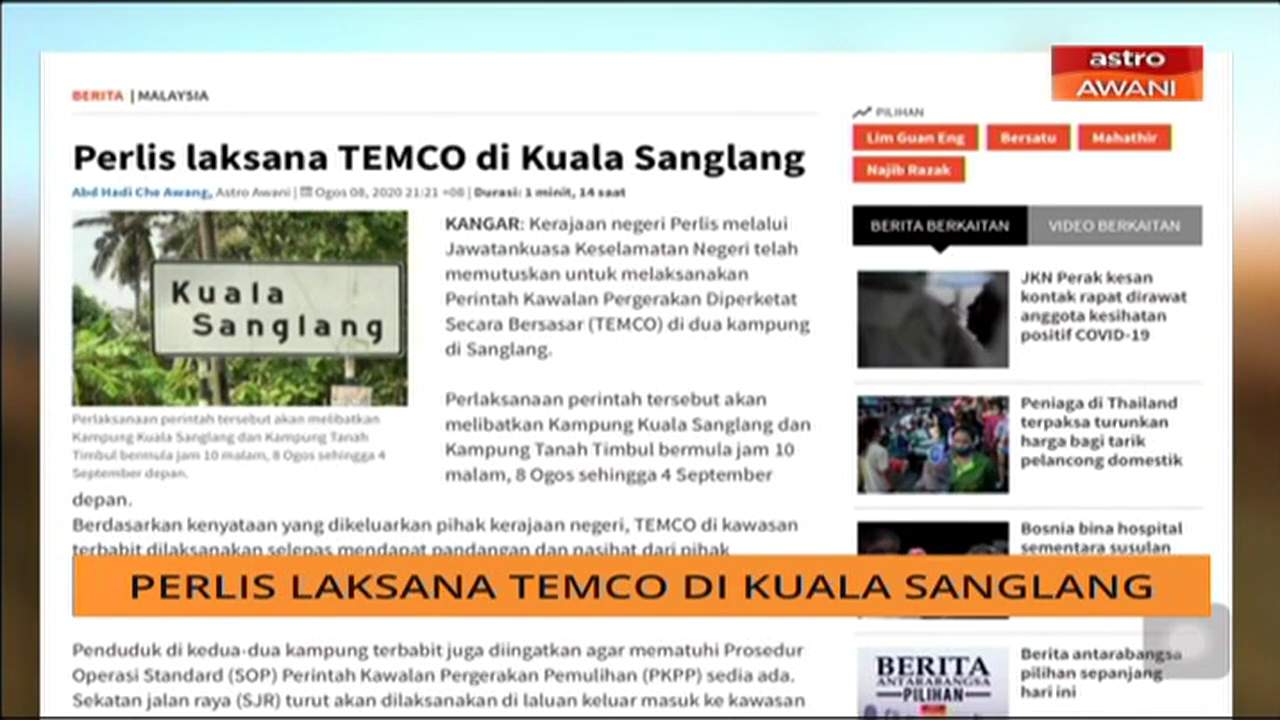 astro
AWANI
BERITA | MALAYSIA
Perlis laksana TEMCO di Kuala Sanglang
Abd Hadi Che Awang, Astro Awani | Ogos 08, 2020 21:21 +08 | Durasi: 1 minit, 14 saat
Kuala
Sanglang
Perlaksanaan perintah tersebut akan melibatkan
Kampung Kuala Sanglang dan Kampung Tanah
Timbul bermula jam 10 malam, 8 Ogos sehingga 4
September depan.
KANGAR: Kerajaan negeri Perlis melalui
Jawatankuasa Keselamatan Negeri telah
memutuskan untuk melaksanakan
Perintah Kawalan Pergerakan Diperketat
Secara Bersasar (TEMCO) di dua kampung
di Sanglang.
Perlaksanaan perintah tersebut akan
melibatkan Kampung Kuala Sanglang dan
Kampung Tanah Timbul bermula jam 10
malam, 8 Ogos sehingga 4 September
depan.
Berdasarkan kenyataan yang dikeluarkan pihak kerajaan negeri, TEMCO di kawasan
terbabit dilaksanakan selepas mendapat pandangan dan nasihat dari pihak
PERLIS LAKSANA TEMCO DI KUALA SANGLANG
Penduduk di kedua-dua kampung terbabit juga diingatkan agar mematuhi Prosedur
Operasi Standard (SOP) Perintah Kawalan Pergerakan Pemulihan (PKPP) sedia ada.
Sekatan jalan raya (SJR) turut akan dilaksanakan di laluan keluar masuk ke kawasan
PILIHAN
Lim Guan Eng Bersatu Mahathir
Najib Razak
BERITA BERKAITAN VIDEO BERKAITAN
JKN Perak kesan
kontak rapat dirawat
anggota kesihatan
positif COVID-19
Peniaga di Thailand
terpaksa turunkan
harga bagi tarik
pelancong domestik
Bosnia bina hospital
sementara susulan
BERITA
ANTARABANGSA
PILIHAN
Berita antarabangsa
pilihan sepanjang
hari ini